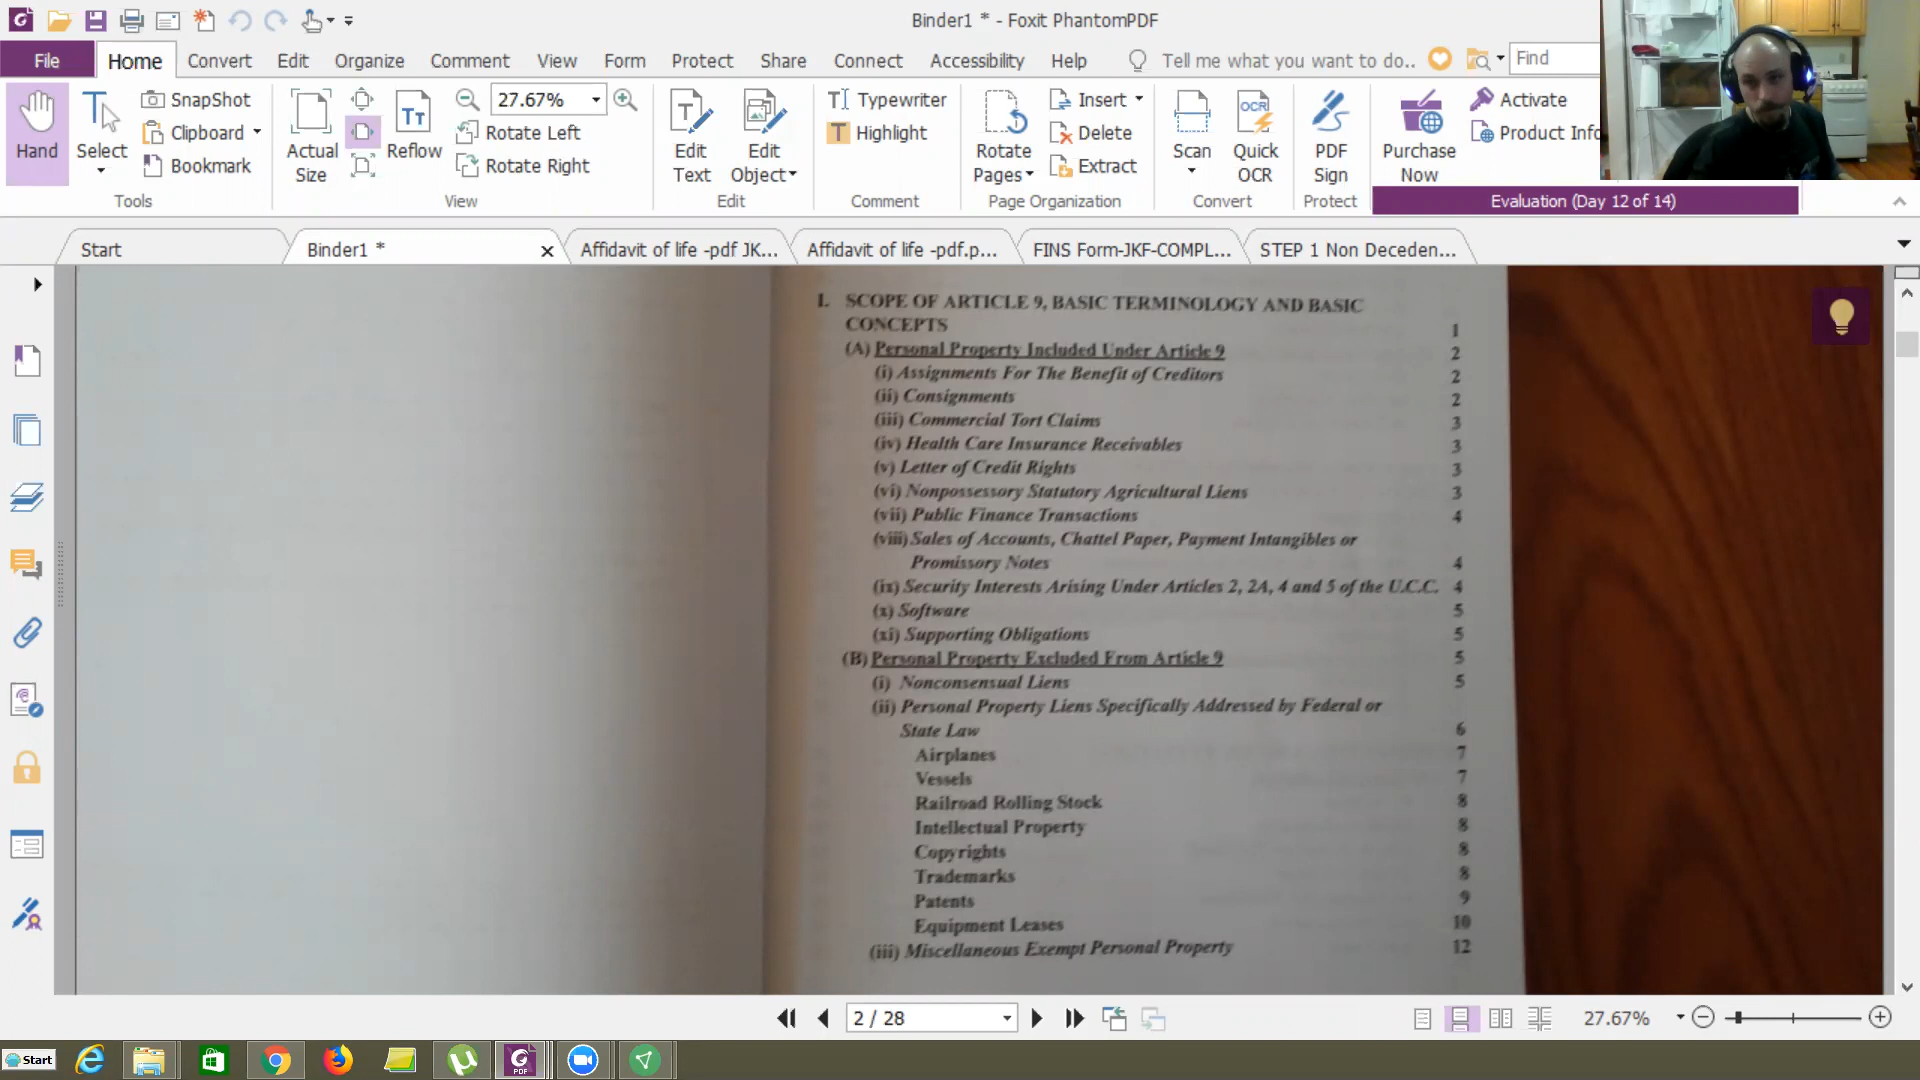 Binder1 * - Foxit PhantomPDF
File Home Convert Edit Organize Comment View Form Protect Share Connect Accessibility Help Tell me what you want to do.. Find
Hand
Select
SnapShot
Clipboard
Bookmark
Tools
Actual Size
Reflow
27.67%
Rotate Left
Rotate Right
View
Edit Text
Edit Object
Edit
Typewriter
Highlight
Comment
Rotate Pages
Insert
Delete
Extract
Page Organization
Scan
Quick OCR
Convert
PDF Sign
Protect
Purchase Now
Activate
Product Info
Evaluation (Day 12 of 14)
Start
Binder1 *
Affidavit of life -pdf JK...
Affidavit of life -pdf.p...
FINS Form-JKF-COMPL...
STEP 1 Non Deceden...
I. SCOPE OF ARTICLE 9, BASIC TERMINOLOGY AND BASIC
CONCEPTS 1
(A) Personal Property Included Under Article 9 2
(i) Assignments For The Benefit of Creditors 2
(ii) Consignments 2
(iii) Commercial Tort Claims 3
(iv) Health Care Insurance Receivables 3
(v) Letter of Credit Rights 3
(vi) Nonpossessory Statutory Agricultural Liens 3
(vii) Public Finance Transactions 4
(viii) Sales of Accounts, Chattel Paper, Payment Intangibles or
Promissory Notes 4
(ix) Security Interests Arising Under Articles 2, 2A, 4 and 5 of the U.C.C. 4
(x) Software 5
(xi) Supporting Obligations 5
(B) Personal Property Excluded From Article 9 5
(i) Nonconsensual Liens 5
(ii) Personal Property Liens Specifically Addressed by Federal or
State Law 6
Airplanes 7
Vessels 7
Railroad Rolling Stock 8
Intellectual Property 8
Copyrights 8
Trademarks 8
Patents 9
Equipment Leases 10
(iii) Miscellaneous Exempt Personal Property 12
2 / 28
27.67%
Start